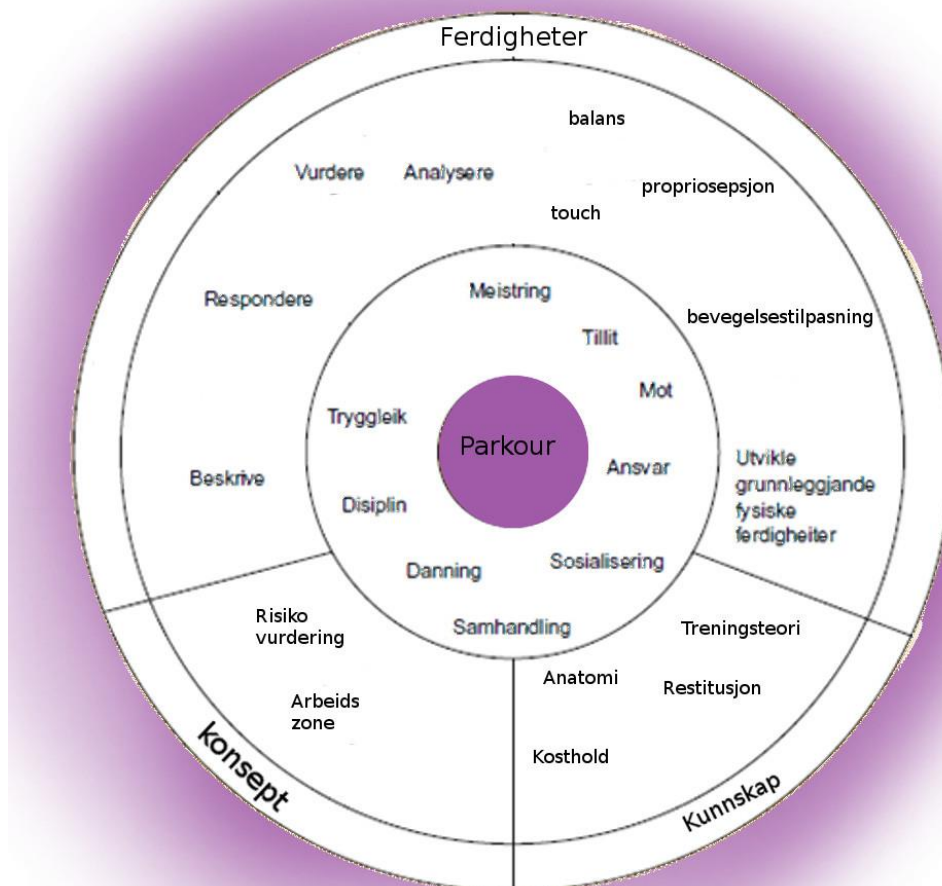 Ferdigheter
balans
Vurdere
Analysere
propriosepsjon
touch
Respondere
Meistring
bevegelsestilpasning
Tillit
Mot
Tryggleik
Parkour
Ansvar
Utvikle
grunnleggjande
fysiske
ferdigheiter
Beskrive
Disiplin
Danning
Sosialisering
Samhandling
Risiko
vurdering
Treningsteori
Anatomi
Restitusjon
Arbeids
zone
Kosthold
konsept
Kunnskap